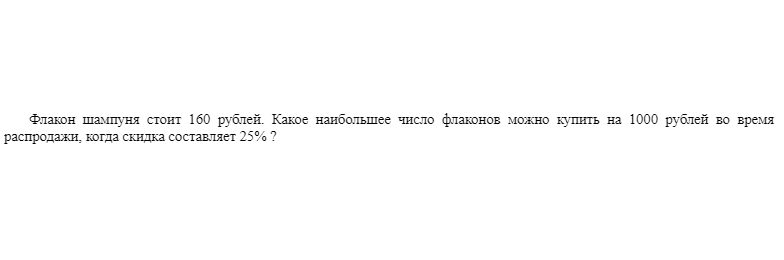 Флакон шампуня стоит 160 рублей. Какое наибольшее число флаконов можно купить на 1000 рублей во время
распродажи, когда скидка составляет 25% ?